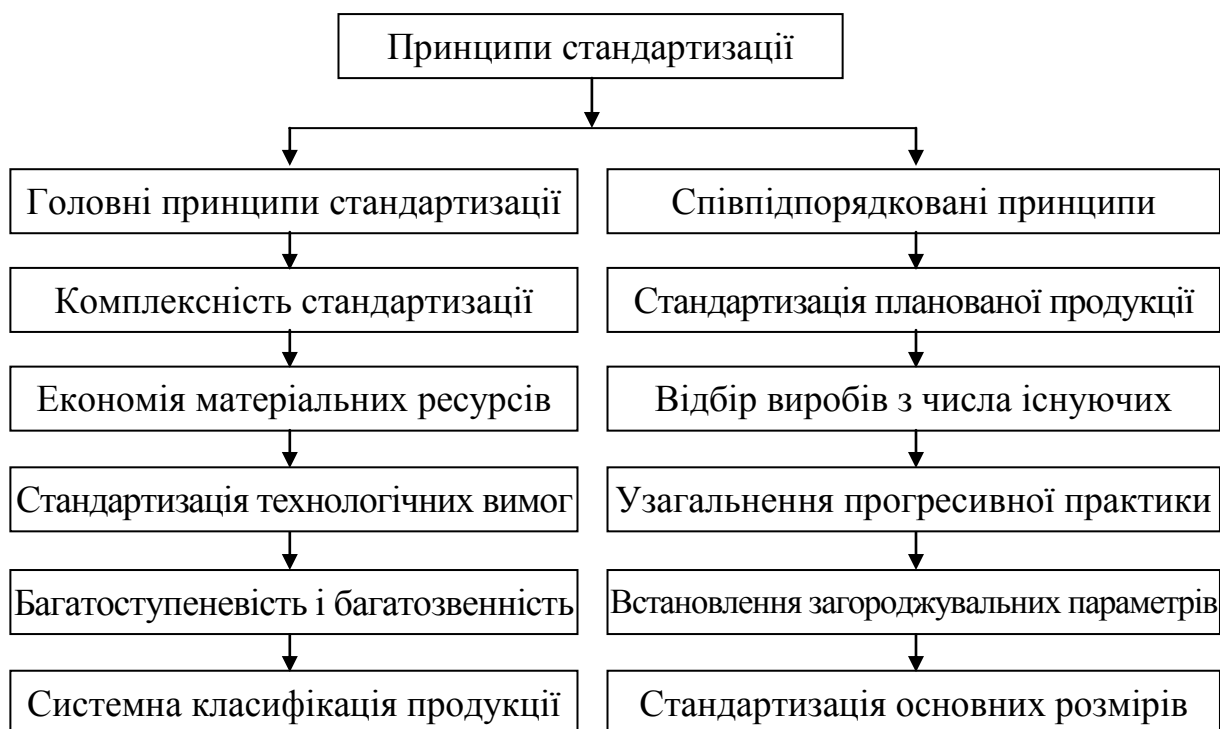 Принципи стандартизації
Головні принципи стандартизації
Співпідпорядковані принципи
Комплексність стандартизації
Стандартизація планованої продукції
Економія матеріальних ресурсів
Відбір виробів з числа існуючих
Стандартизація технологічних вимог
Узагальнення прогресивної практики
Багатоступеневість і багатозвенність
Встановлення загороджувальних параметрів
Системна класифікація продукції
Стандартизація основних розмірів